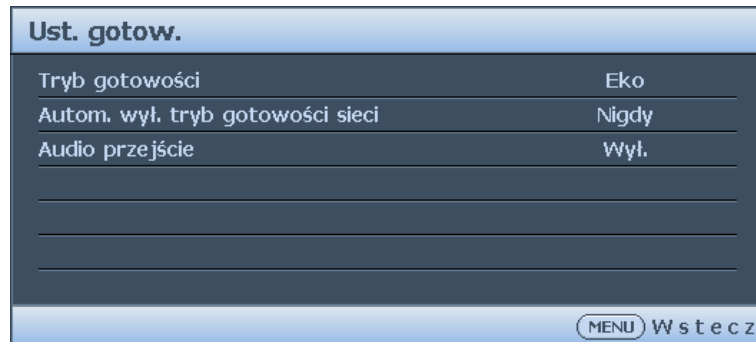 Ust. gotow.
Tryb gotowości Eko
Autom. wył. tryb gotowości sieci Nigdy
Audio przejście Wył.
MENU Wstecz